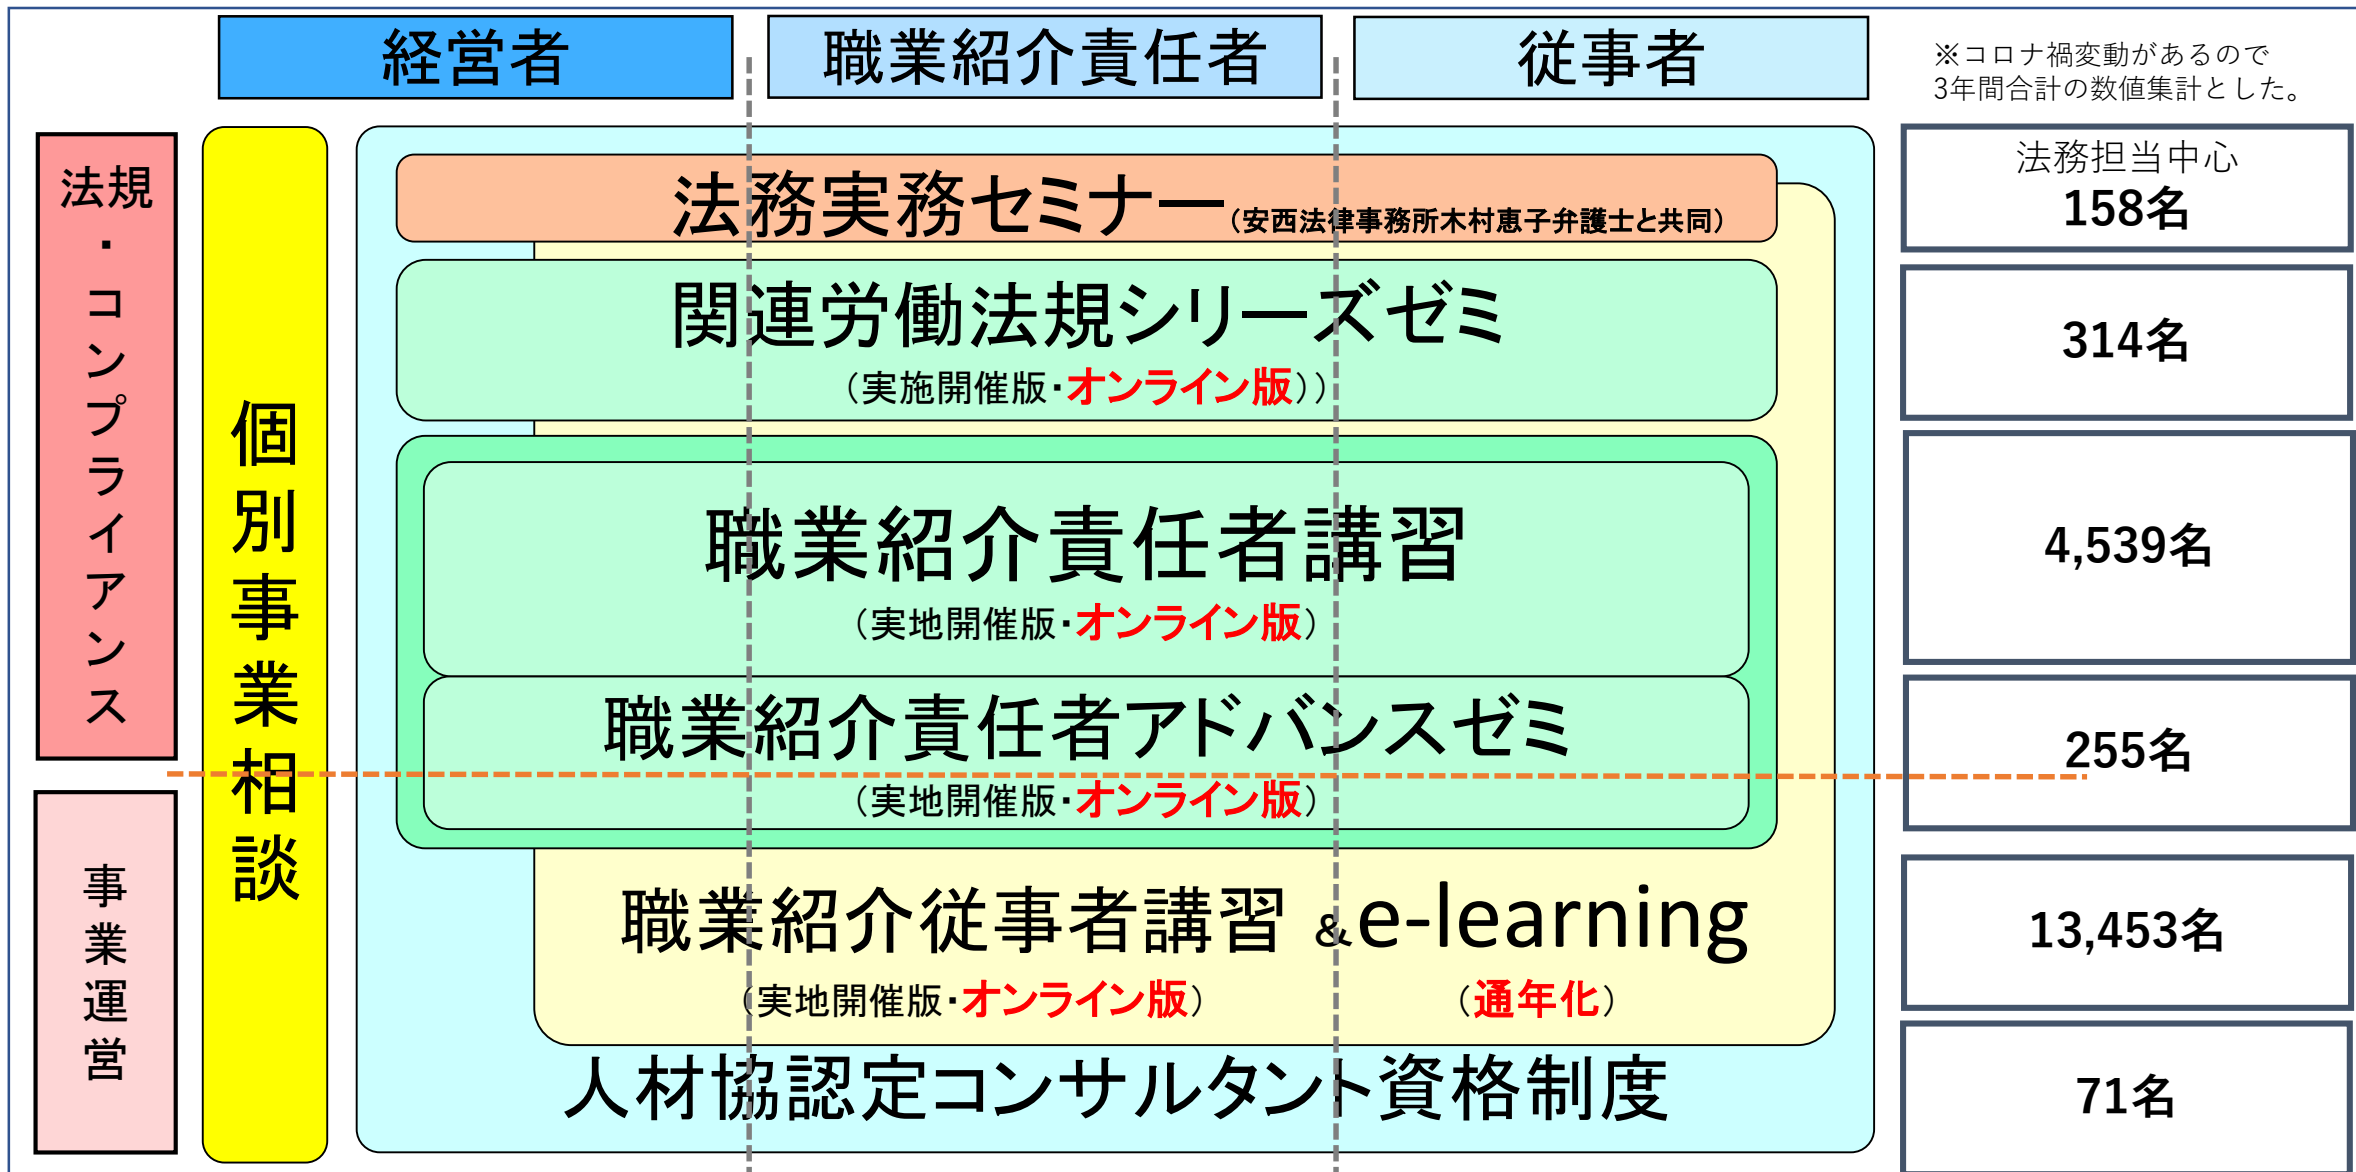 経営者
職業紹介責任者
従事者
※コロナ禍変動があるので
3年間合計の数値集計とした。
法規・コンプライアンス
事業運営
個別事業相談
法務実務セミナー(安西法律事務所木村恵子弁護士と共同)
法務担当中心
158名
関連労働法規シリーズゼミ
(実施開催版・オンライン版))
314名
職業紹介責任者講習
(実地開催版・オンライン版)
4,539名
職業紹介責任者アドバンスゼミ
(実地開催版・オンライン版)
255名
職業紹介従事者講習 &e-learning
(実地開催版・オンライン版) (通年化)
13,453名
人材協認定コンサルタント資格制度
71名